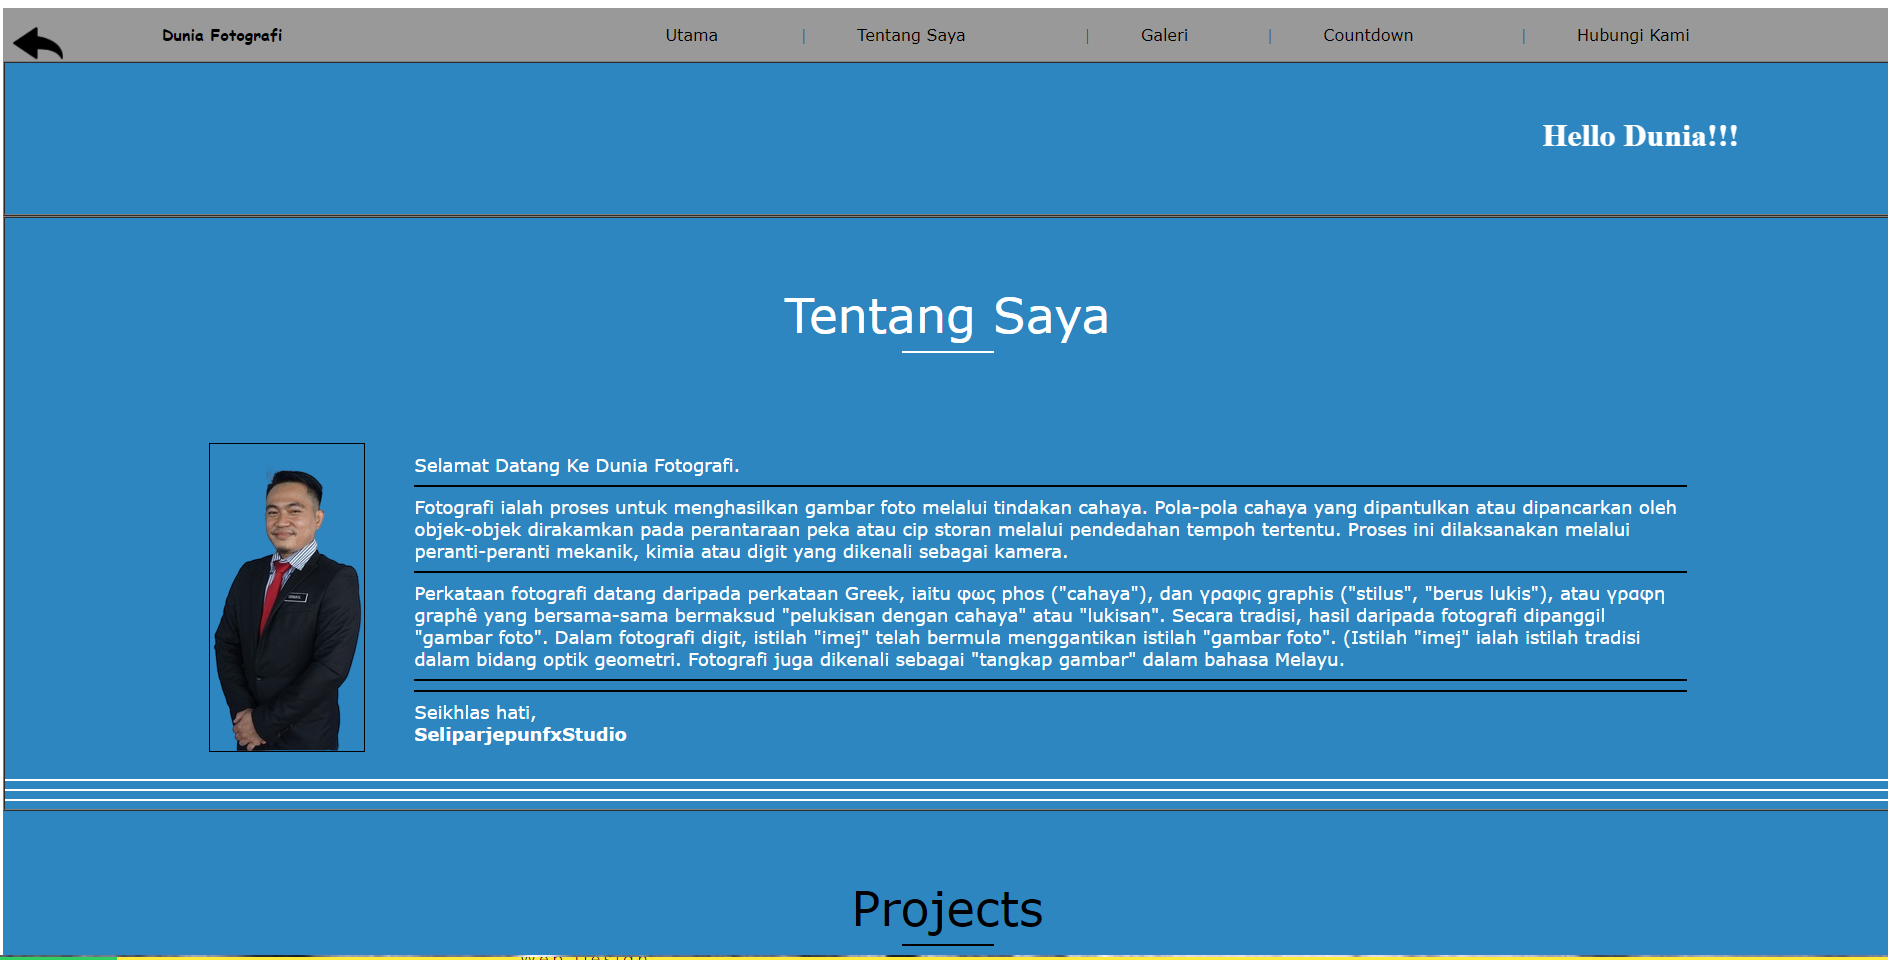 Dunia Fotografi
Utama | Tentang Saya | Galeri | Countdown | Hubungi Kami
Hello Dunia!!!
Tentang Saya
Selamat Datang Ke Dunia Fotografi.
Fotografi ialah proses untuk menghasilkan gambar foto melalui tindakan cahaya. Pola-pola cahaya yang dipantulkan atau dipancarkan oleh
objek-objek dirakamkan pada perantaraan peka atau cip storan melalui pendedahan tempoh tertentu. Proses ini dilaksanakan melalui
peranti-peranti mekanik, kimia atau digit yang dikenali sebagai kamera.
Perkataan fotografi datang daripada perkataan Greek, iaitu φως phos ("cahaya"), dan γραφις graphis ("stilus", "berus lukis"), atau γραφη
graphê yang bersama-sama bermaksud "pelukisan dengan cahaya" atau "lukisan". Secara tradisi, hasil daripada fotografi dipanggil
"gambar foto". Dalam fotografi digit, istilah "imej" telah bermula menggantikan istilah "gambar foto". (Istilah "imej" ialah istilah tradisi
dalam bidang optik geometri. Fotografi juga dikenali sebagai "tangkap gambar" dalam bahasa Melayu.
Seikhlas hati,
SeliparjepunfxStudio
Projects